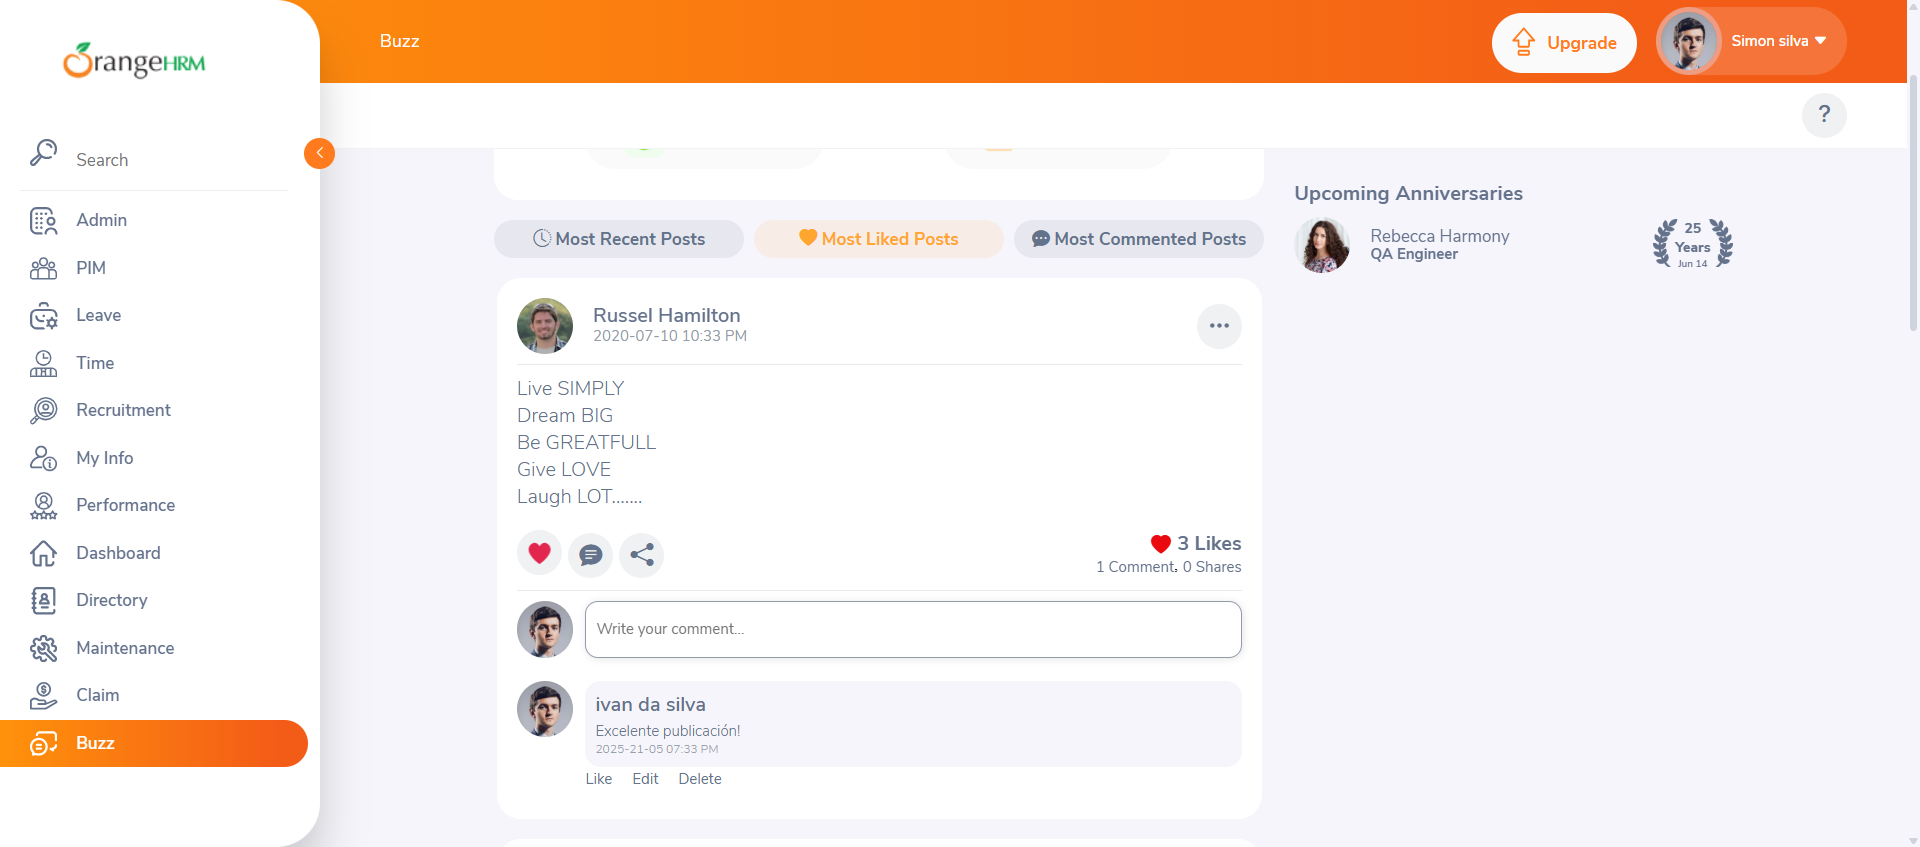 OrangeHRM
Search
Admin
PIM
Leave
Time
Recruitment
My Info
Performance
Dashboard
Directory
Maintenance
Claim
Buzz
Buzz
Upgrade
Simon silva
?
Most Recent Posts
Most Liked Posts
Most Commented Posts
Russel Hamilton
2020-07-10 10:33 PM
Live SIMPLY
Dream BIG
Be GREATFULL
Give LOVE
Laugh LOT.......
3 Likes
1 Comment, 0 Shares
Write your comment...
ivan da silva
Excelente publicación!
2025-21-05 07:33 PM
Like Edit Delete
Upcoming Anniversaries
Rebecca Harmony
QA Engineer
25
Years
Jun 14